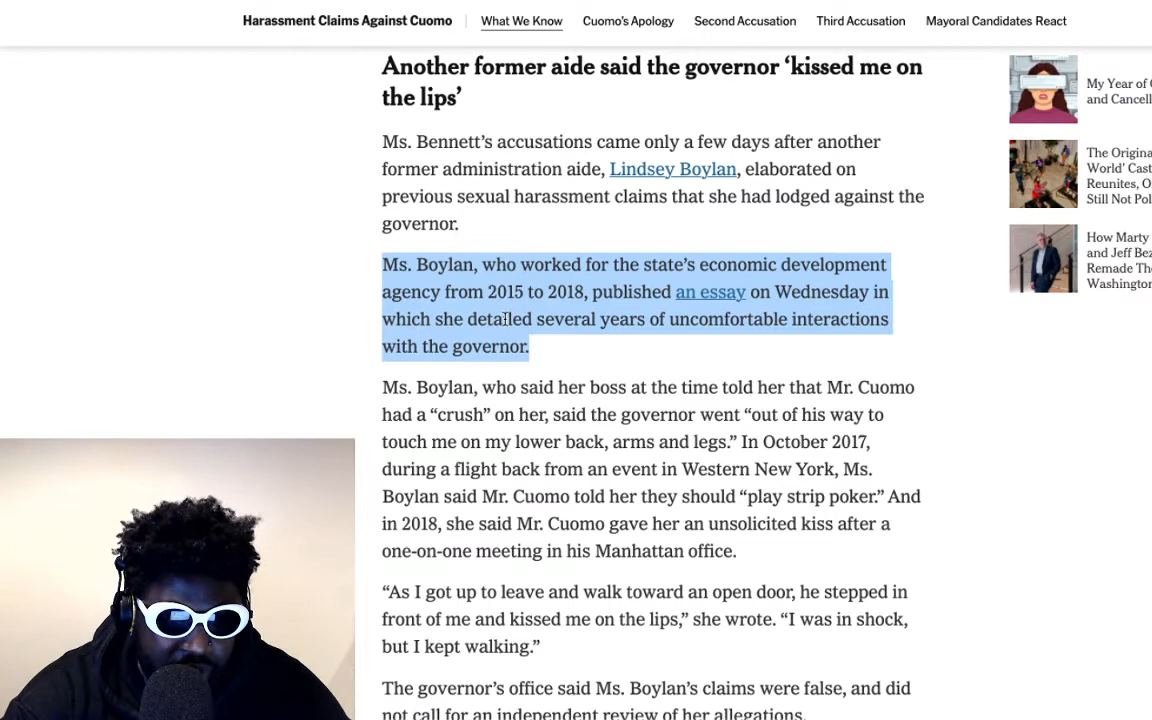 Harassment Claims Against Cuomo | What We Know Cuomo's Apology Second Accusation Third Accusation Mayoral Candidates React
Another former aide said the governor ‘kissed me on
the lips’
Ms. Bennett’s accusations came only a few days after another
former administration aide, Lindsey Boylan, elaborated on
previous sexual harassment claims that she had lodged against the
governor.
Ms. Boylan, who worked for the state’s economic development
agency from 2015 to 2018, published an essay on Wednesday in
which she detailed several years of uncomfortable interactions
with the governor.
Ms. Boylan, who said her boss at the time told her that Mr. Cuomo
had a “crush” on her, said the governor went “out of his way to
touch me on my lower back, arms and legs.” In October 2017,
during a flight back from an event in Western New York, Ms.
Boylan said Mr. Cuomo told her they should “play strip poker.” And
in 2018, she said Mr. Cuomo gave her an unsolicited kiss after a
one-on-one meeting in his Manhattan office.
“As I got up to leave and walk toward an open door, he stepped in
front of me and kissed me on the lips,” she wrote. “I was in shock,
but I kept walking.”
The governor’s office said Ms. Boylan’s claims were false, and did
not call for an independent review of her allegations.
My Year of
and Cancell
The Origina
World’ Cast
Reunites, O
Still Not Pol
How Marty
and Jeff Bez
Remade The
Washington